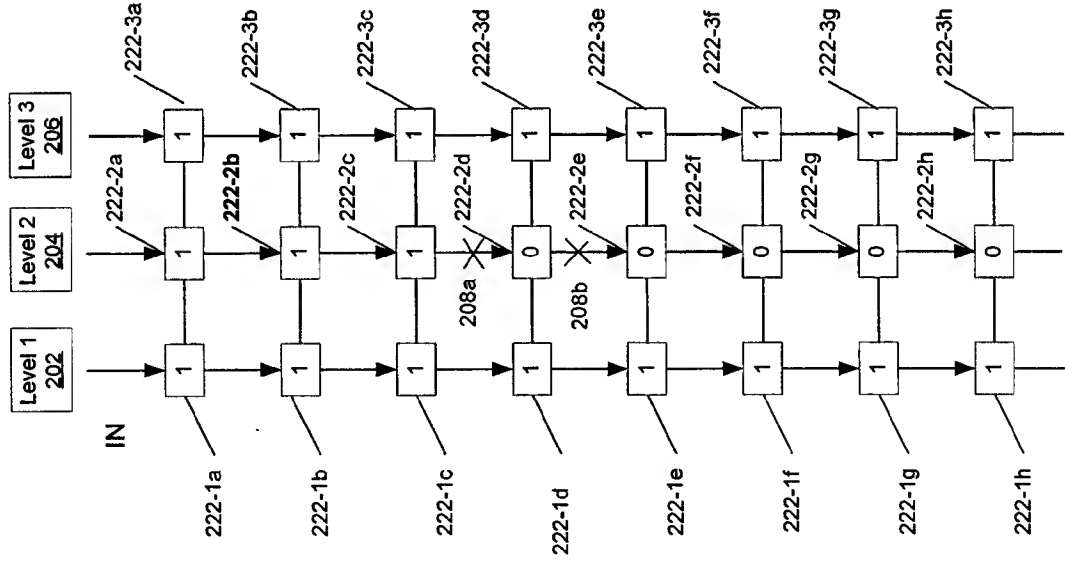 Level 1
202
Level 2
204
Level 3
206
IN
222-3a
222-2a
1
1
1
222-1a
222-3b
222-2b
1
1
1
222-1b
222-3c
222-2c
1
1
1
222-1c
222-3d
222-2d
208a
1
0
1
222-1d
222-3e
222-2e
208b
1
0
1
222-1e
222-3f
222-2f
1
0
1
222-1f
222-3g
222-2g
1
0
1
222-1g
222-3h
222-2h
1
0
1
222-1h